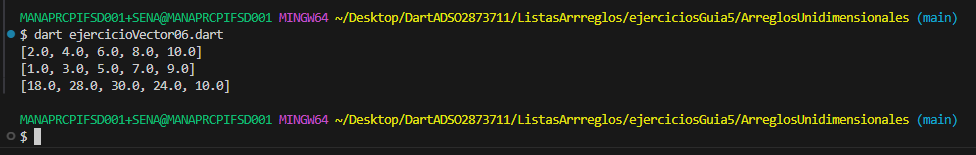 MANAPRCPIFSD001+SENA@MANAPRCPIFSD001 MINGW64 ~/Desktop/DartADSO2873711/ListasArrreglos/ejerciciosGuia5/ArreglosUnidimensionales (main)
$ dart ejercicioVector06.dart
[2.0, 4.0, 6.0, 8.0, 10.0]
[1.0, 3.0, 5.0, 7.0, 9.0]
[18.0, 28.0, 30.0, 24.0, 10.0]
MANAPRCPIFSD001+SENA@MANAPRCPIFSD001 MINGW64 ~/Desktop/DartADSO2873711/ListasArrreglos/ejerciciosGuia5/ArreglosUnidimensionales (main)
$